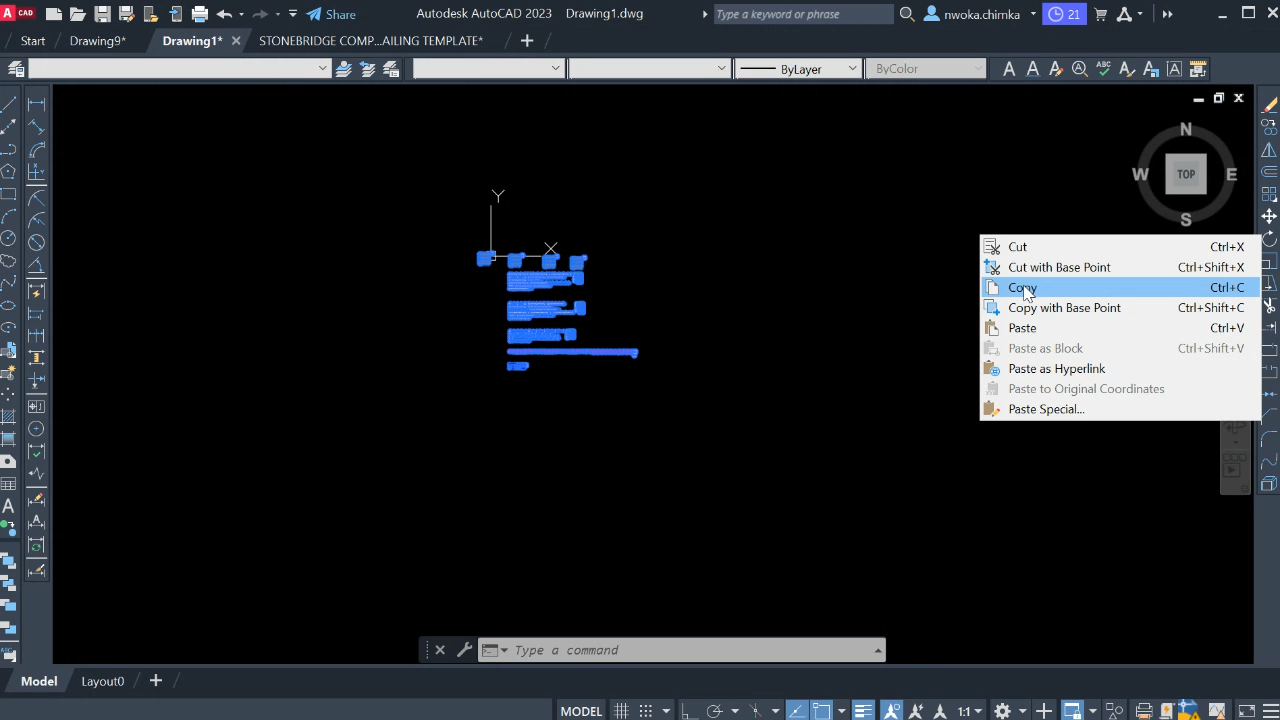 CAD
Share
Autodesk AutoCAD 2023 Drawing1.dwg
Type a keyword or phrase
nwoka.chimka
21
Start
Drawing9*
Drawing1*
STONEBRIDGE COMP...AILING TEMPLATE*
ByLayer
ByColor
N
W
TOP
E
S
Y
X
Cut Ctrl+X
Cut with Base Point Ctrl+Shift+X
Copy Ctrl+C
Copy with Base Point Ctrl+Shift+C
Paste Ctrl+V
Paste as Block Ctrl+Shift+V
Paste as Hyperlink
Paste to Original Coordinates
Paste Special...
Type a command
Model
Layout0
MODEL
1:1